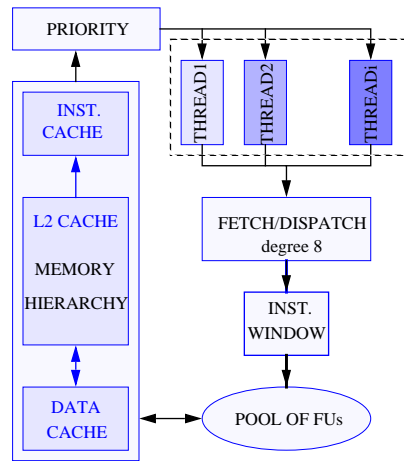 PRIORITY
THREAD1
THREAD2
THREADi
INST.
CACHE
L2 CACHE
MEMORY
HIERARCHY
DATA
CACHE
FETCH/DISPATCH
degree 8
INST.
WINDOW
POOL OF FUs